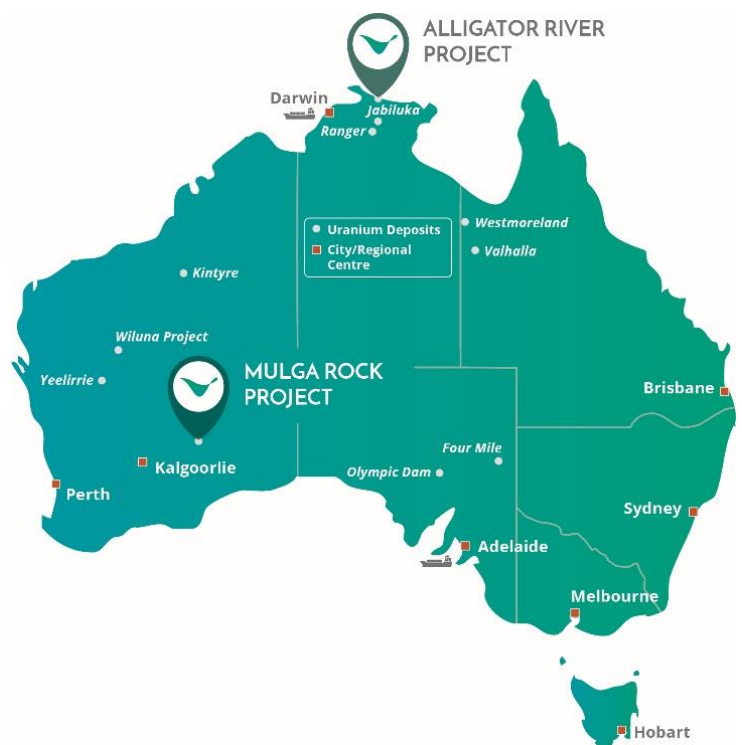 ALLIGATOR RIVER
PROJECT
Darwin
Jabiluka
Ranger
Westmoreland
Uranium Deposits
City/Regional
Centre
Valhalla
Kintyre
Wiluna Project
MULGA ROCK
PROJECT
Yeelirrie
Brisbane
Four Mile
Kalgoorlie
Olympic Dam
Perth
Sydney
Adelaide
Melbourne
Hobart